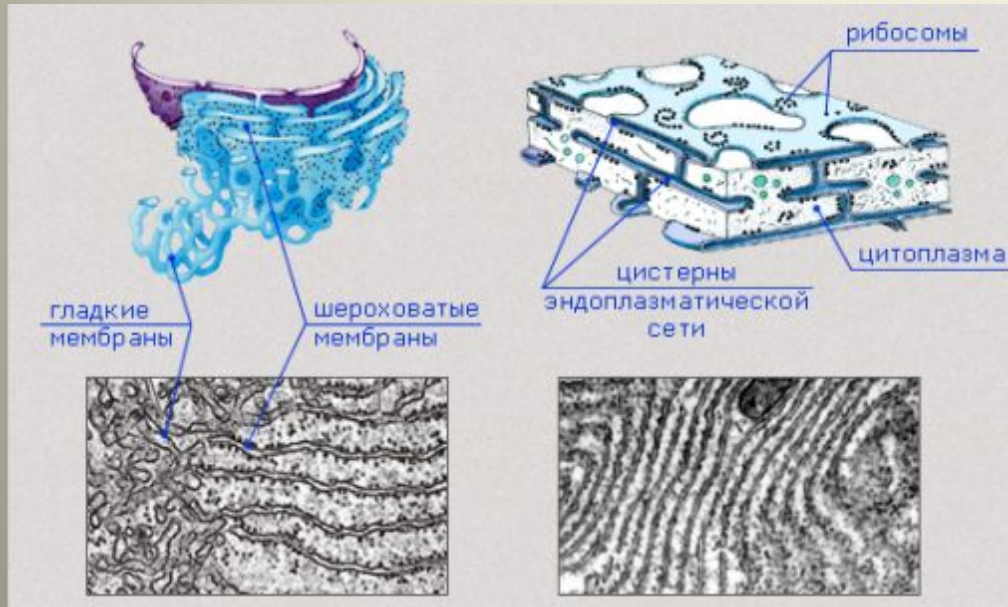 рибосомы
цитоплазма
цистерны
эндоплазматической
сети
гладкие
мембраны
шероховатые
мембраны